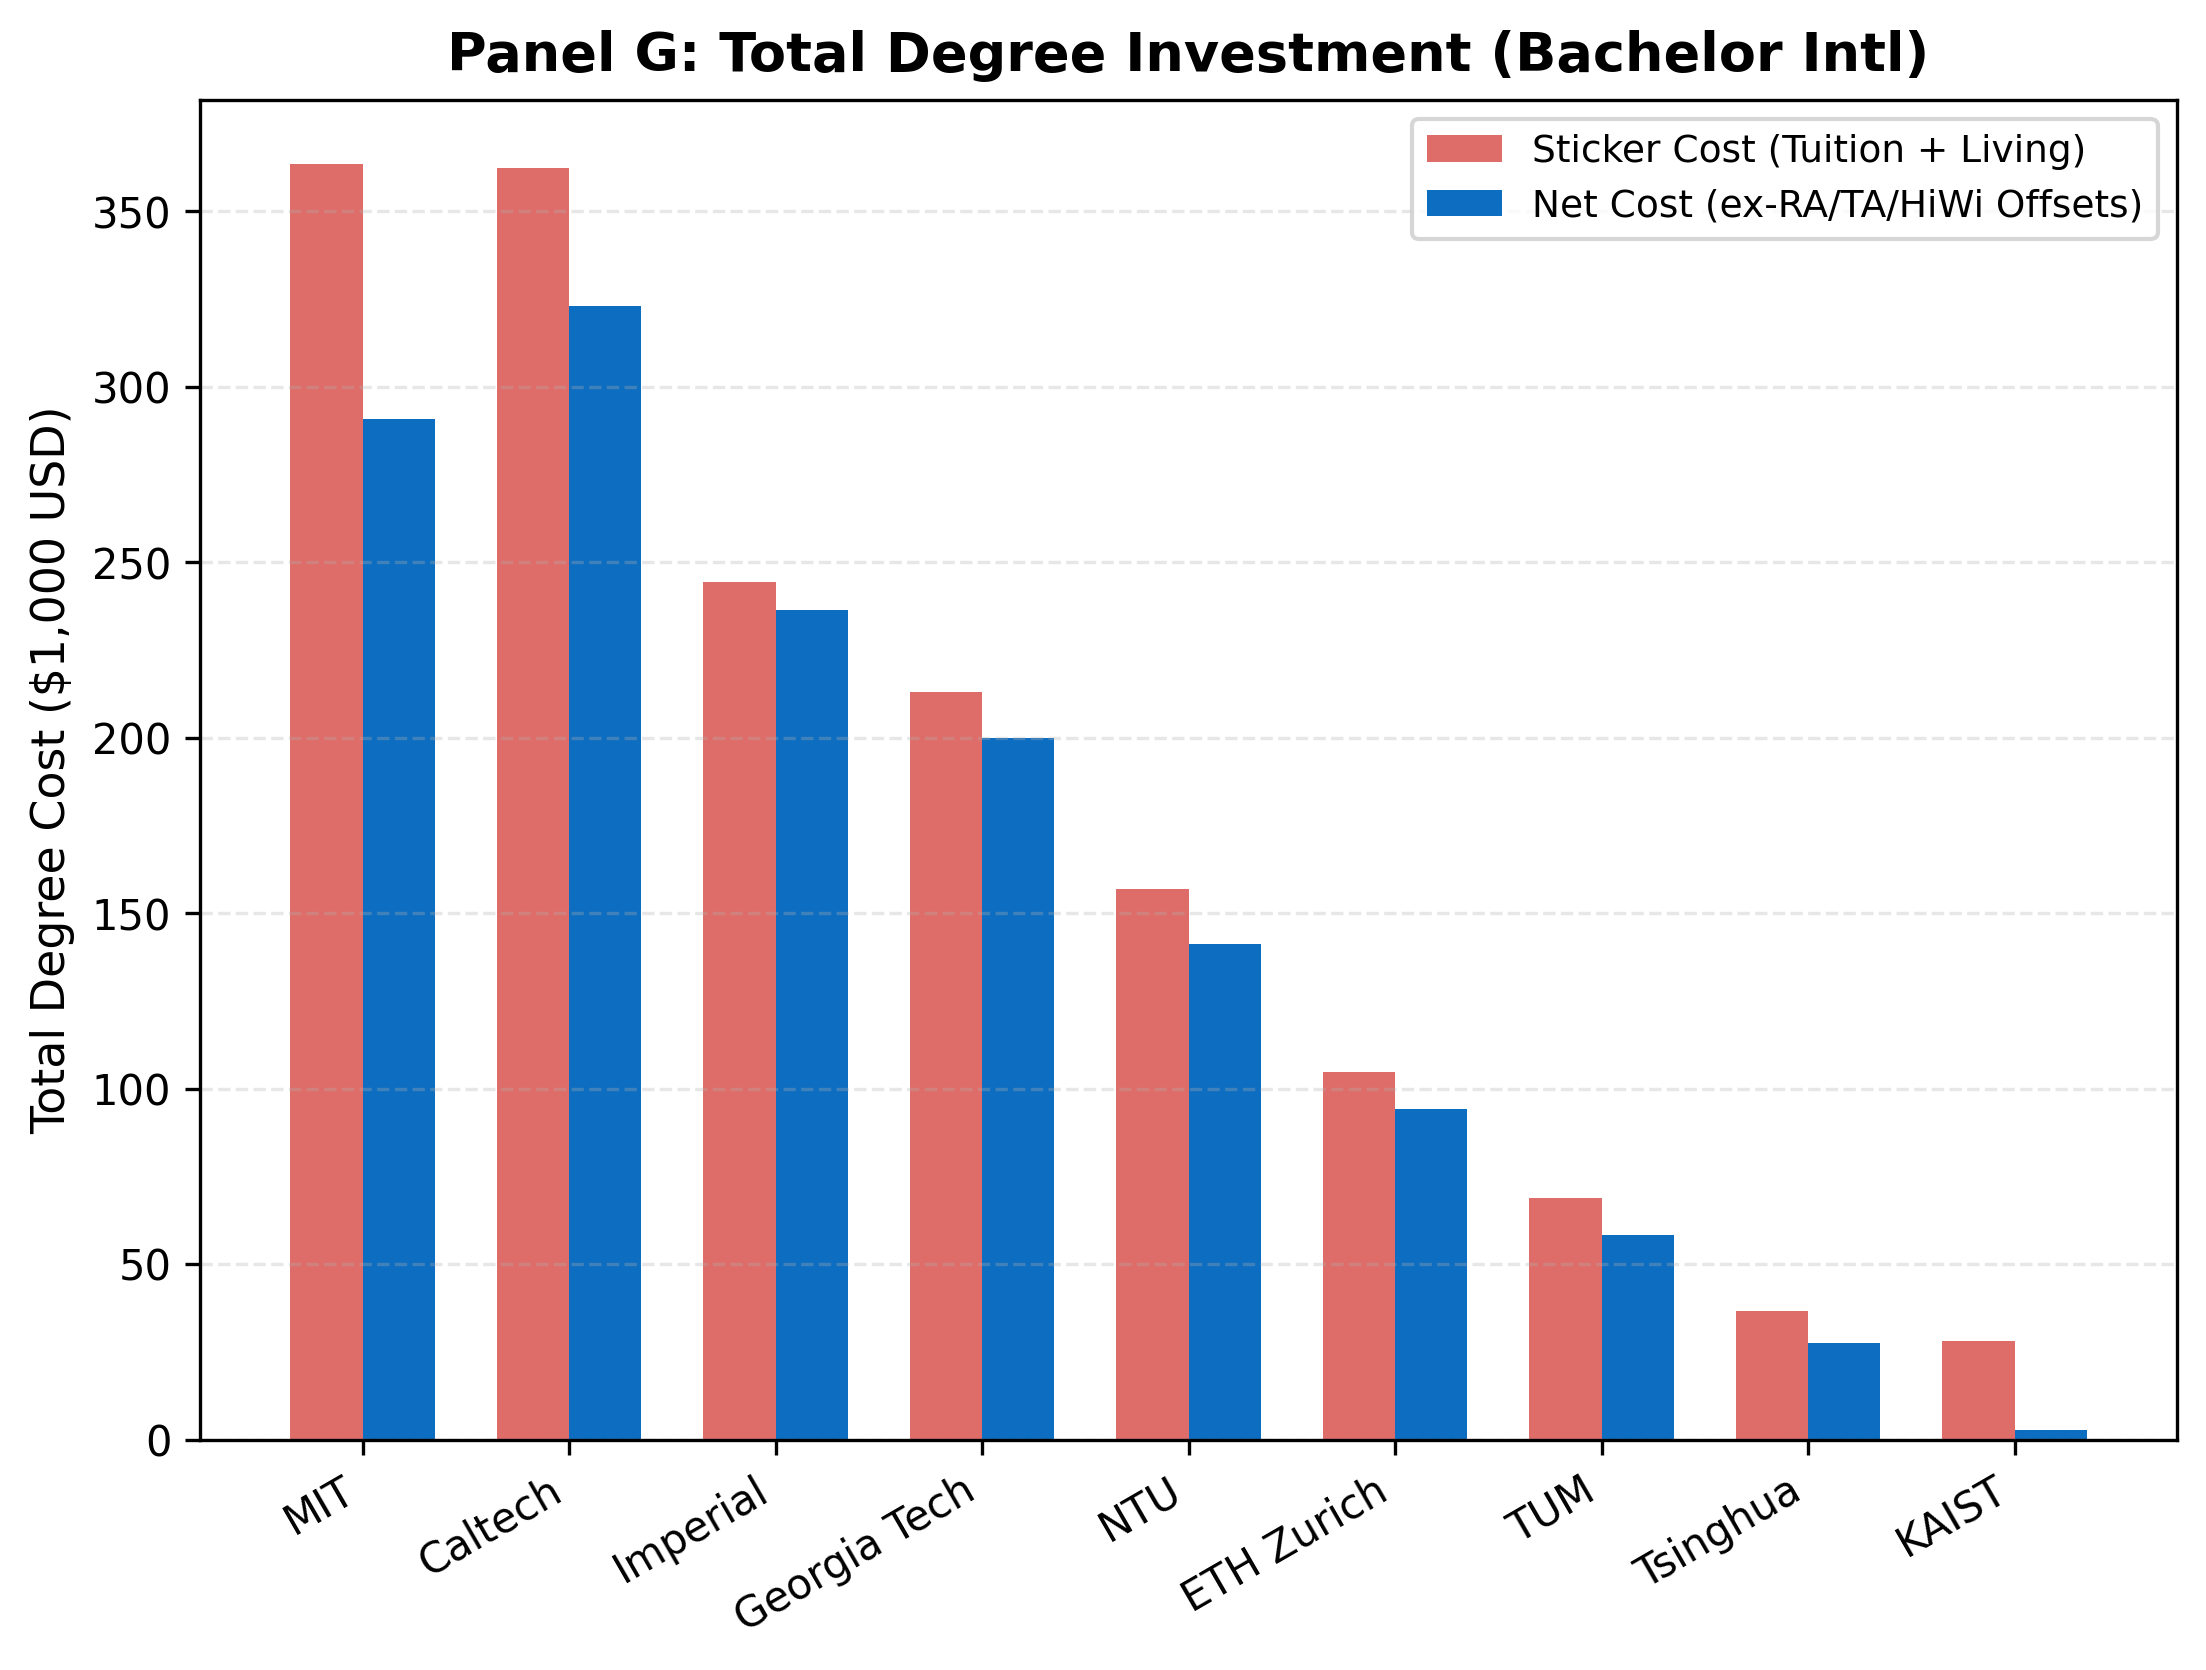 Panel G: Total Degree Investment (Bachelor Intl)
Sticker Cost (Tuition + Living)
Net Cost (ex-RA/TA/HiWi Offsets)
Total Degree Cost ($1,000 USD)
350
300
250
200
150
100
50
0
MIT
Caltech
Imperial
Georgia Tech
NTU
ETH Zurich
TUM
Tsinghua
KAIST